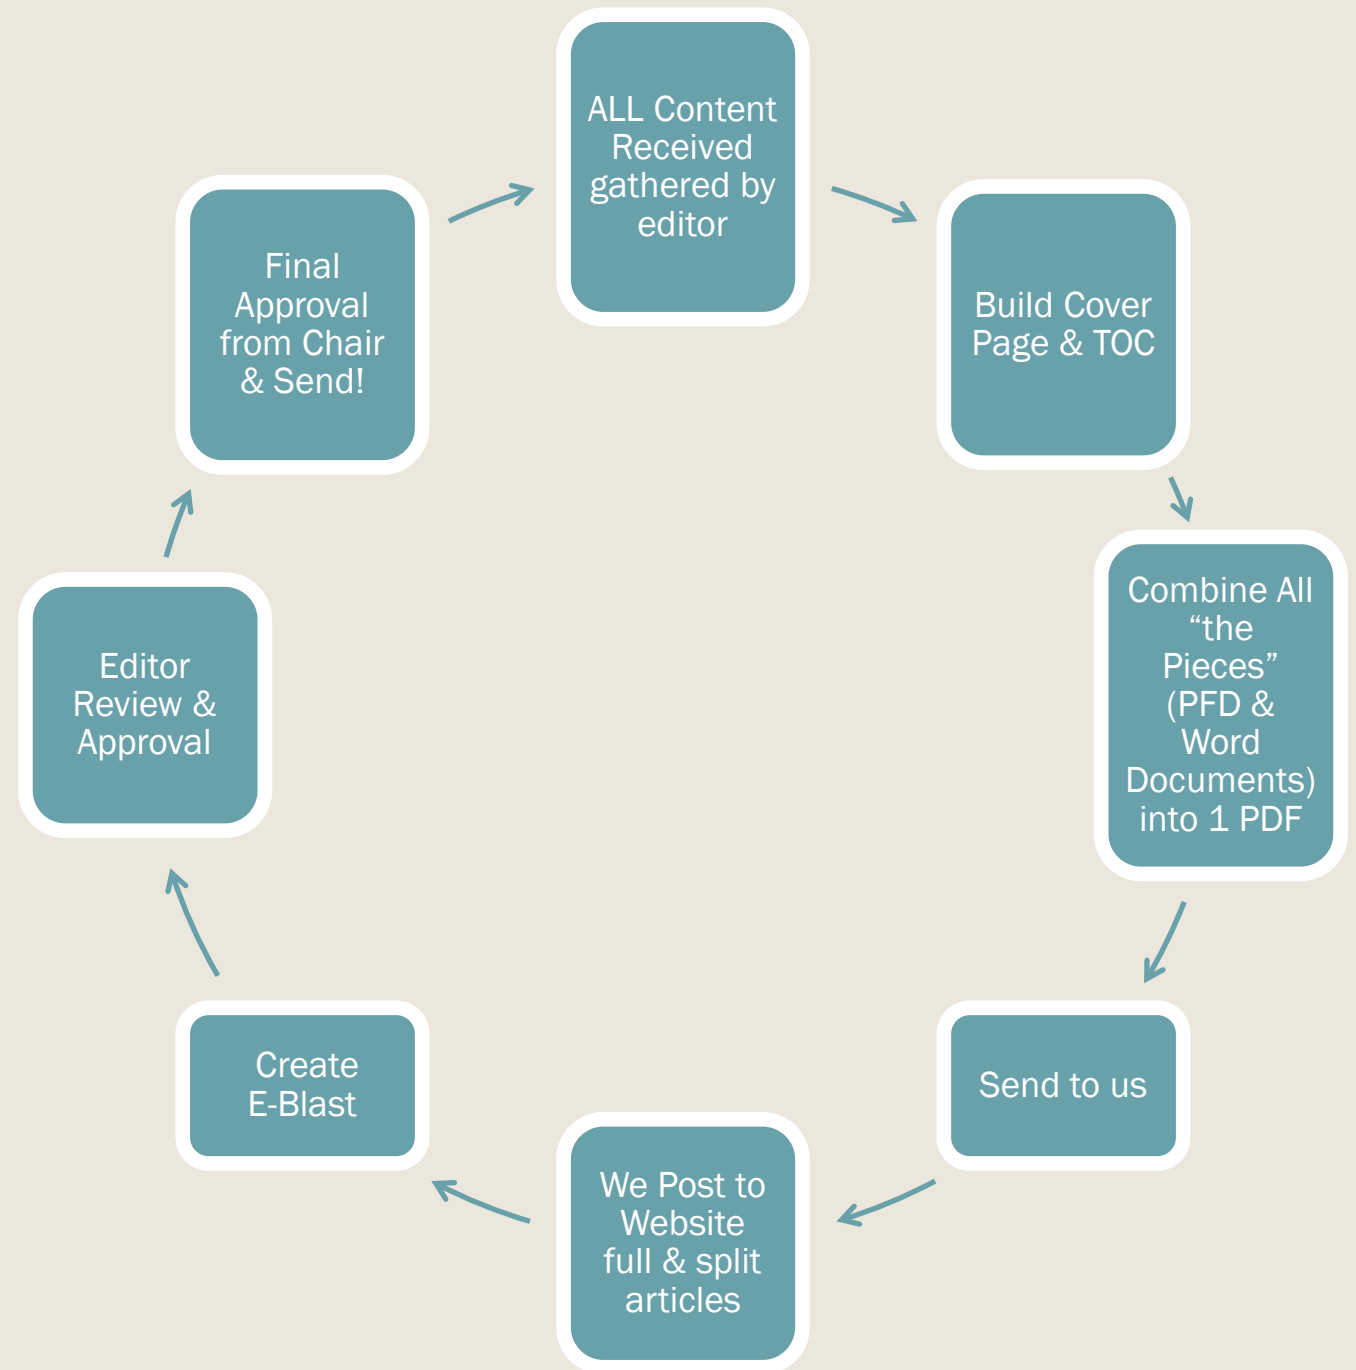 ALL Content
Received
gathered by
editor
Build Cover
Page & TOC
Combine All
“the
Pieces”
(PFD &
Word
Documents)
into 1 PDF
Send to us
We Post to
Website
full & split
articles
Create
E-Blast
Editor
Review &
Approval
Final
Approval
from Chair
& Send!